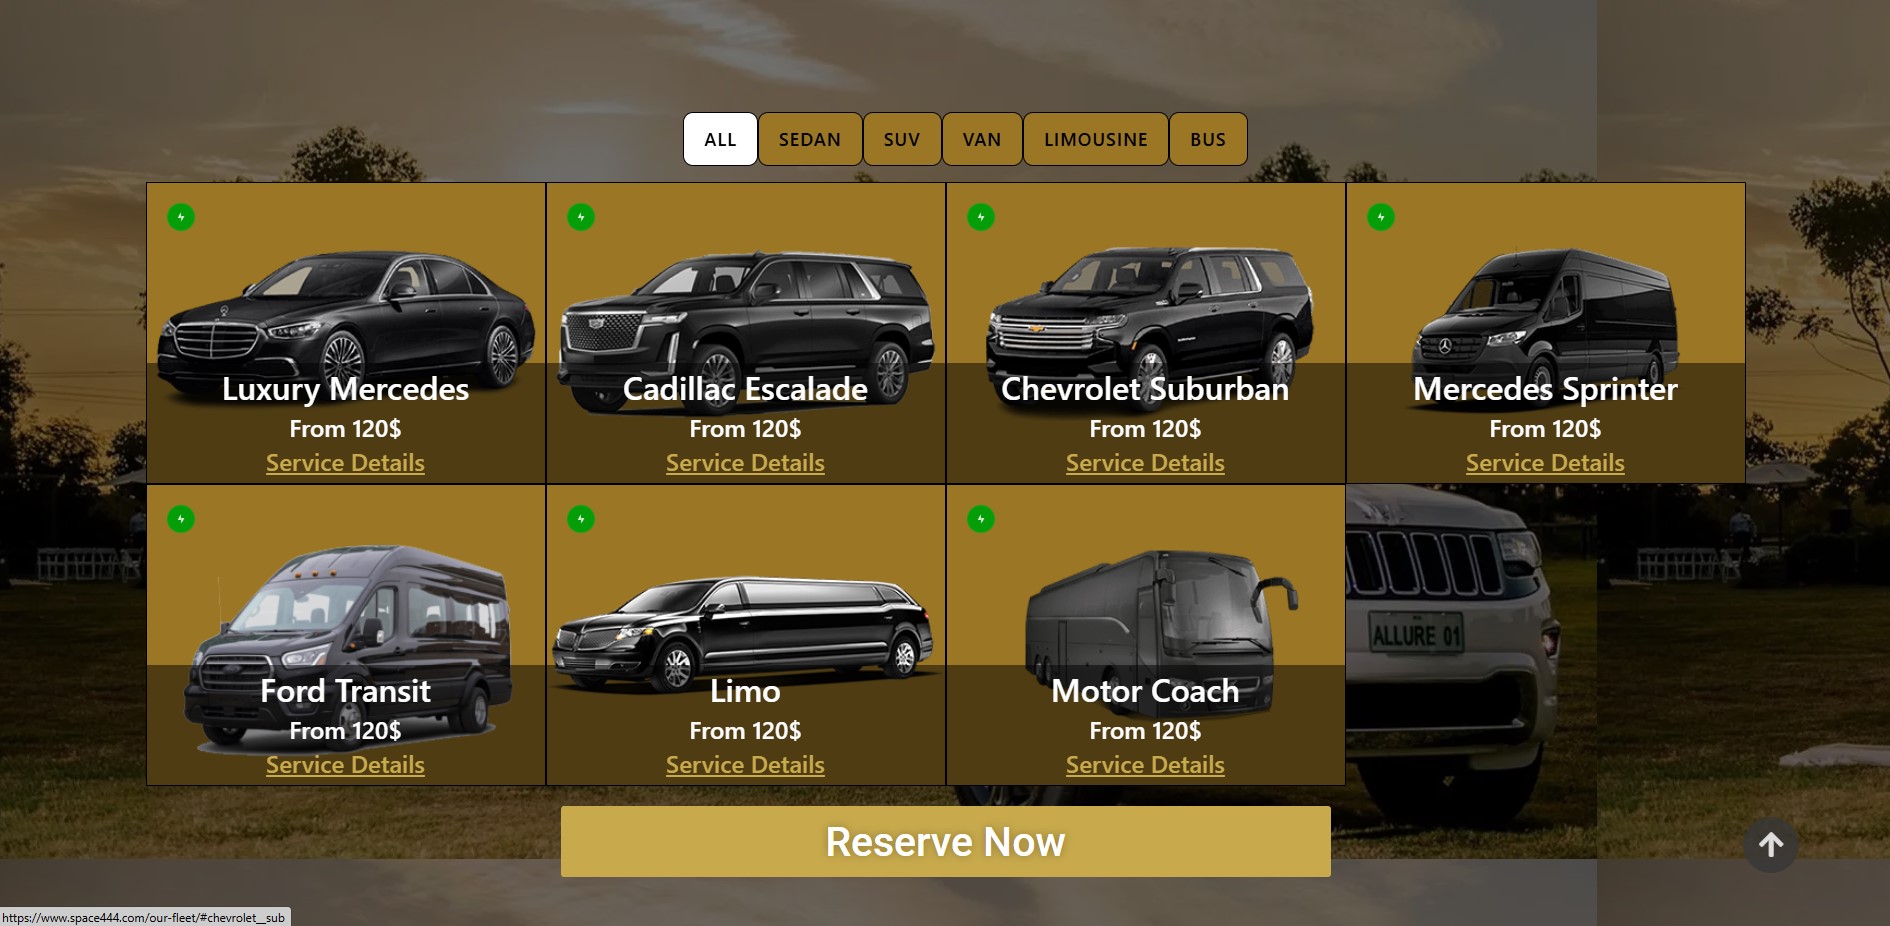 ALL SEDAN SUV VAN LIMOUSINE BUS
Luxury Mercedes
From 120$
Service Details
Cadillac Escalade
From 120$
Service Details
Chevrolet Suburban
From 120$
Service Details
Mercedes Sprinter
From 120$
Service Details
Ford Transit
From 120$
Service Details
Limo
From 120$
Service Details
Motor Coach
From 120$
Service Details
ALLURE 01
Reserve Now
https://www.space444.com/our-fleet/#chevrolet__sub